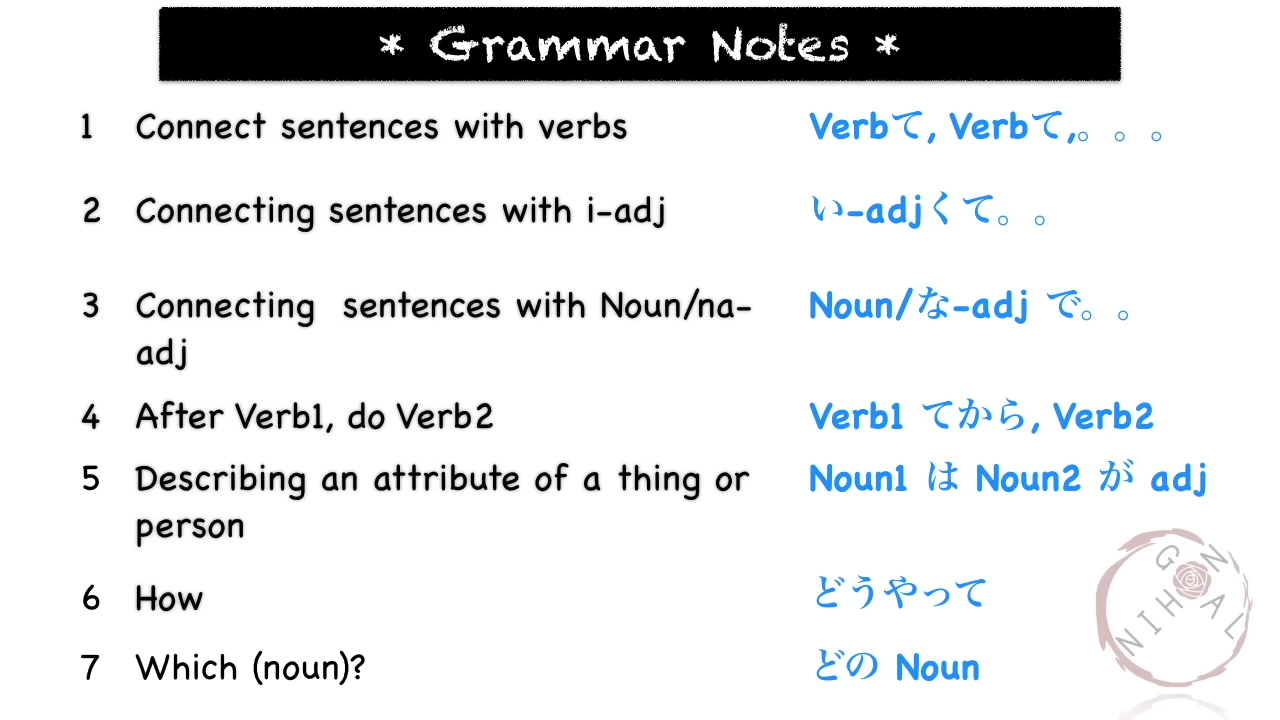 * Grammar Notes *
1 Connect sentences with verbs Verbて, Verbて,。。。
2 Connecting sentences with i-adj い-adjくて。。
3 Connecting sentences with Noun/na- Noun/な-adj で。。
adj
4 After Verb1, do Verb2 Verb1 てから, Verb2
5 Describing an attribute of a thing or Noun1 は Noun2 が adj
person
6 How どうやって
7 Which (noun)? どの Noun
NIHONGAL